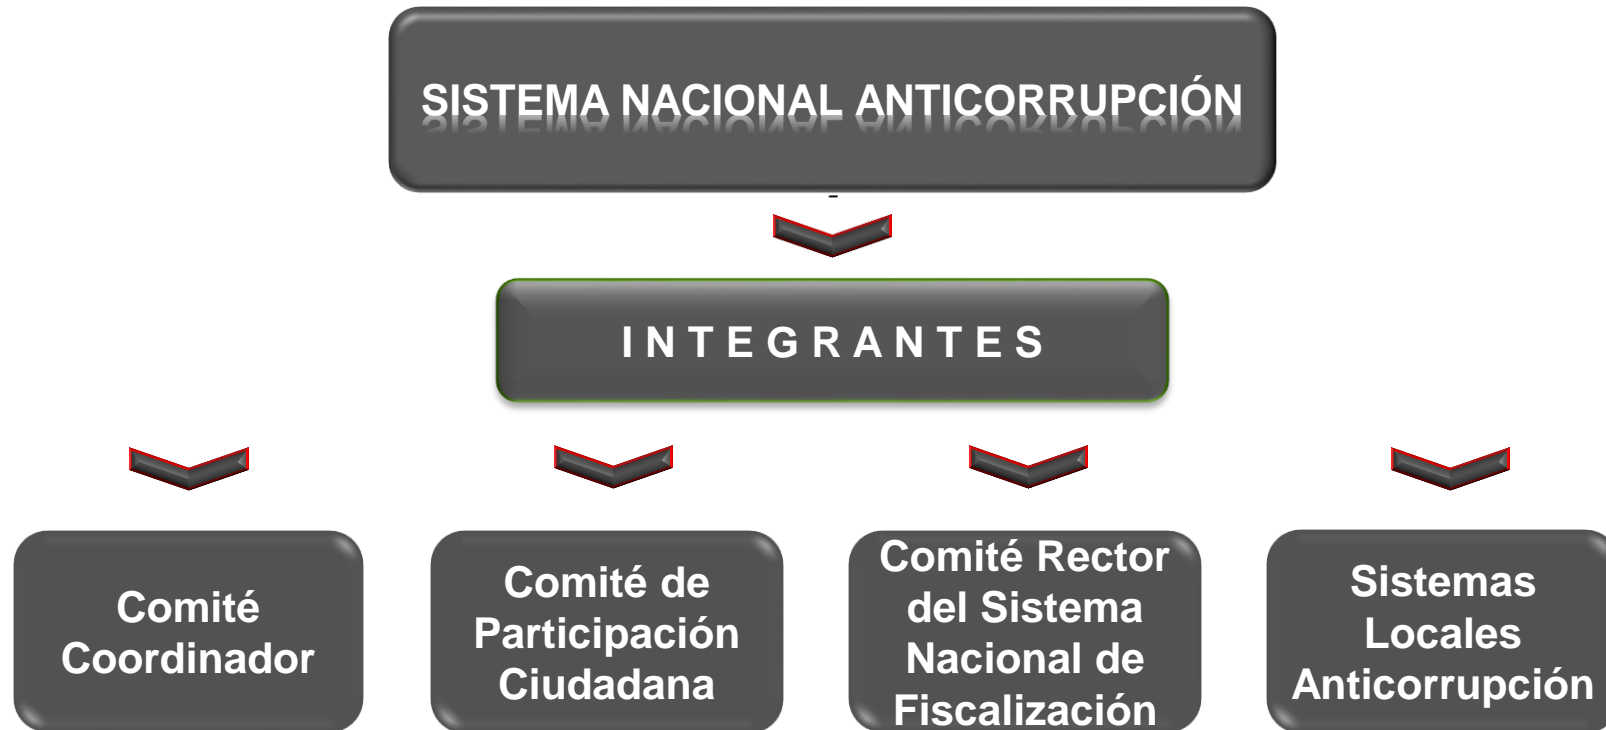 SISTEMA NACIONAL ANTICORRUPCIÓN
-
I N T E G R A N T E S
Comité
Coordinador
Comité de
Participación
Ciudadana
Comité Rector
del Sistema
Nacional de
Fiscalización
Sistemas
Locales
Anticorrupción